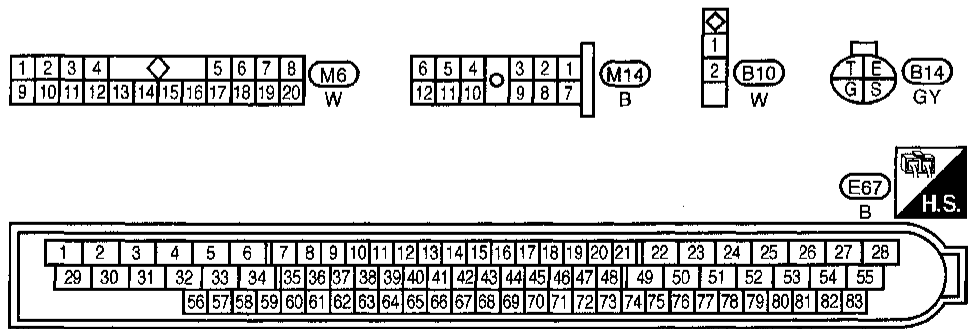 1 2 3 4 5 6 7 8
9 10 11 12 13 14 15 16 17 18 19 20
M6
W
6 5 4 3 2 1
12 11 10 9 8 7
M14
B
1
2
B10
W
T E
G S
B14
GY
E67
B
H.S.
1 2 3 4 5 6 7 8 9 10 11 12 13 14 15 16 17 18 19 20 21 22 23 24 25 26 27 28
29 30 31 32 33 34 35 36 37 38 39 40 41 42 43 44 45 46 47 48 49 50 51 52 53 54 55
56 57 58 59 60 61 62 63 64 65 66 67 68 69 70 71 72 73 74 75 76 77 78 79 80 81 82 83